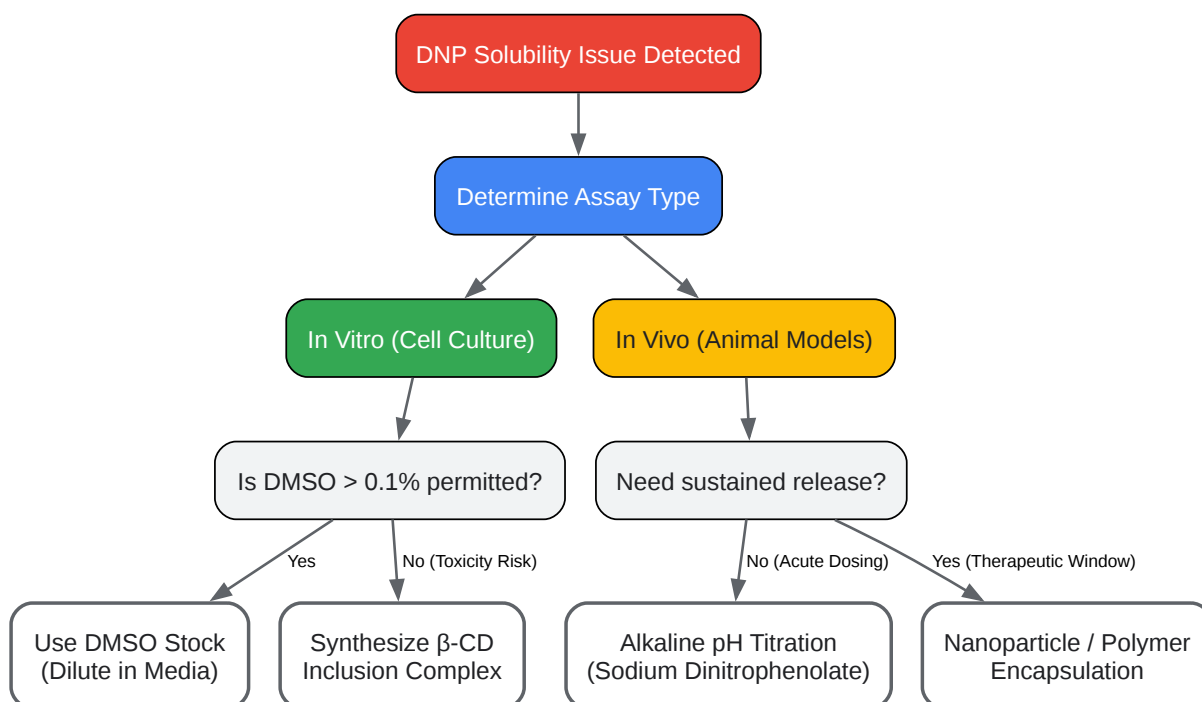 DNP Solubility Issue Detected
Determine Assay Type
In Vitro (Cell Culture)
In Vivo (Animal Models)
Is DMSO > 0.1% permitted?
Need sustained release?
Yes
No (Toxicity Risk)
No (Acute Dosing)
Yes (Therapeutic Window)
Use DMSO Stock
(Dilute in Media)
Synthesize β-CD
Inclusion Complex
Alkaline pH Titration
(Sodium Dinitrophenolate)
Nanoparticle / Polymer
Encapsulation